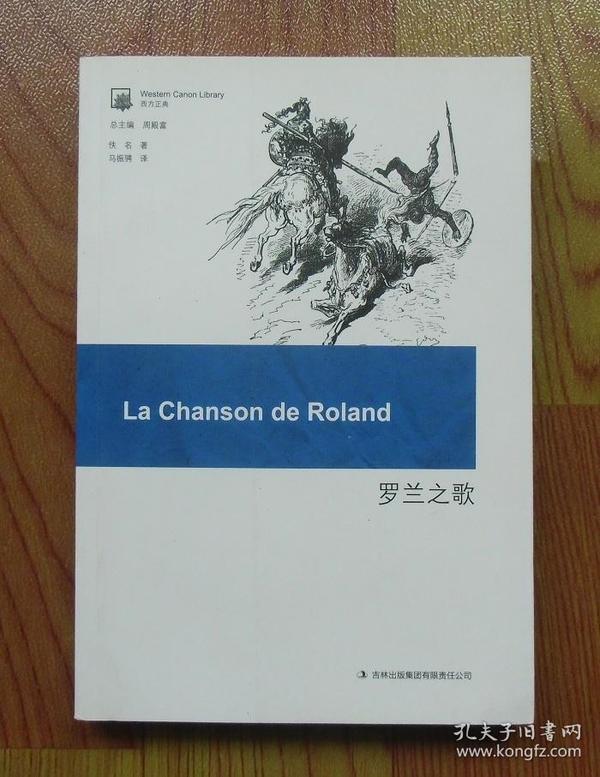 Western Canon Library
西方正典
总主编 周殿富
佚 名 著
马振骋 译
La Chanson de Roland
罗兰之歌
吉林出版集团有限责任公司
孔夫子旧书网
www.kongfz.com